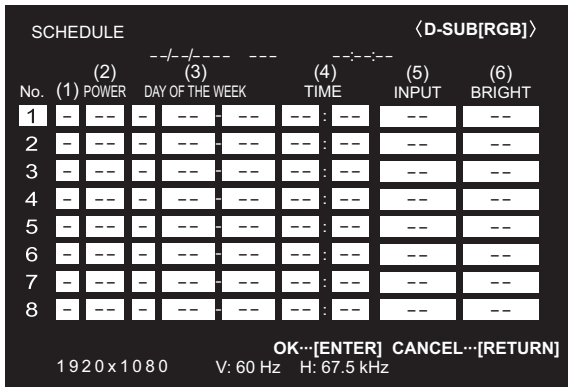 SCHEDULE 〈D-SUB[RGB]〉
--/--/---- --- --:--:--
(2) (3) (4) (5) (6)
No. (1) POWER DAY OF THE WEEK TIME INPUT BRIGHT
1 - -- - -- - -- -- : -- -- --
2 - -- - -- - -- -- : -- -- --
3 - -- - -- - -- -- : -- -- --
4 - -- - -- - -- -- : -- -- --
5 - -- - -- - -- -- : -- -- --
6 - -- - -- - -- -- : -- -- --
7 - -- - -- - -- -- : -- -- --
8 - -- - -- - -- -- : -- -- --
OK···[ENTER] CANCEL···[RETURN]
1920x1080 V: 60 Hz H: 67.5 kHz